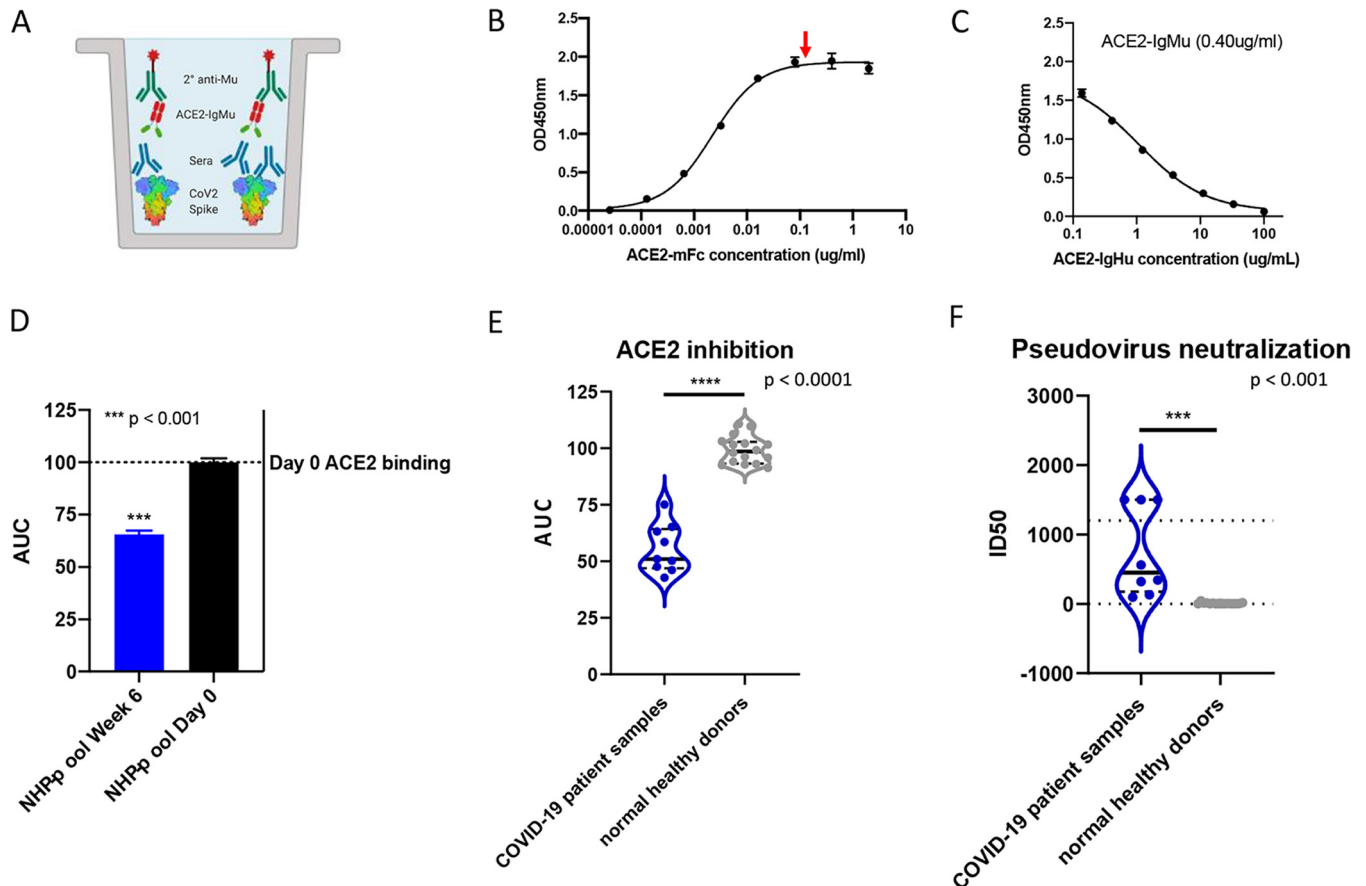 A
2° anti-Mu
ACE2-IgMu
Sera
CoV2
Spike
B
OD450nm
2.5
2.0
1.5
1.0
0.5
0.0
0.00001 0.0001 0.001 0.01 0.1 1 10
ACE2-mFc concentration (ug/ml)
C
ACE2-IgMu (0.40ug/ml)
OD450nm
2.5
2.0
1.5
1.0
0.5
0.0
0.1 1 10 100
ACE2-IgHu concentration (ug/mL)
D
*** p < 0.001
Day 0 ACE2 binding
***
AUC
125
100
75
50
25
0
NHPp ool Week 6
NHPp ool Day 0
E
ACE2 inhibition
**** p < 0.0001
AUC
125
100
75
50
25
0
COVID-19 patient samples
normal healthy donors
F
Pseudovirus neutralization
p < 0.001
***
ID50
3000
2000
1000
0
-1000
COVID-19 patient samples
normal healthy donors